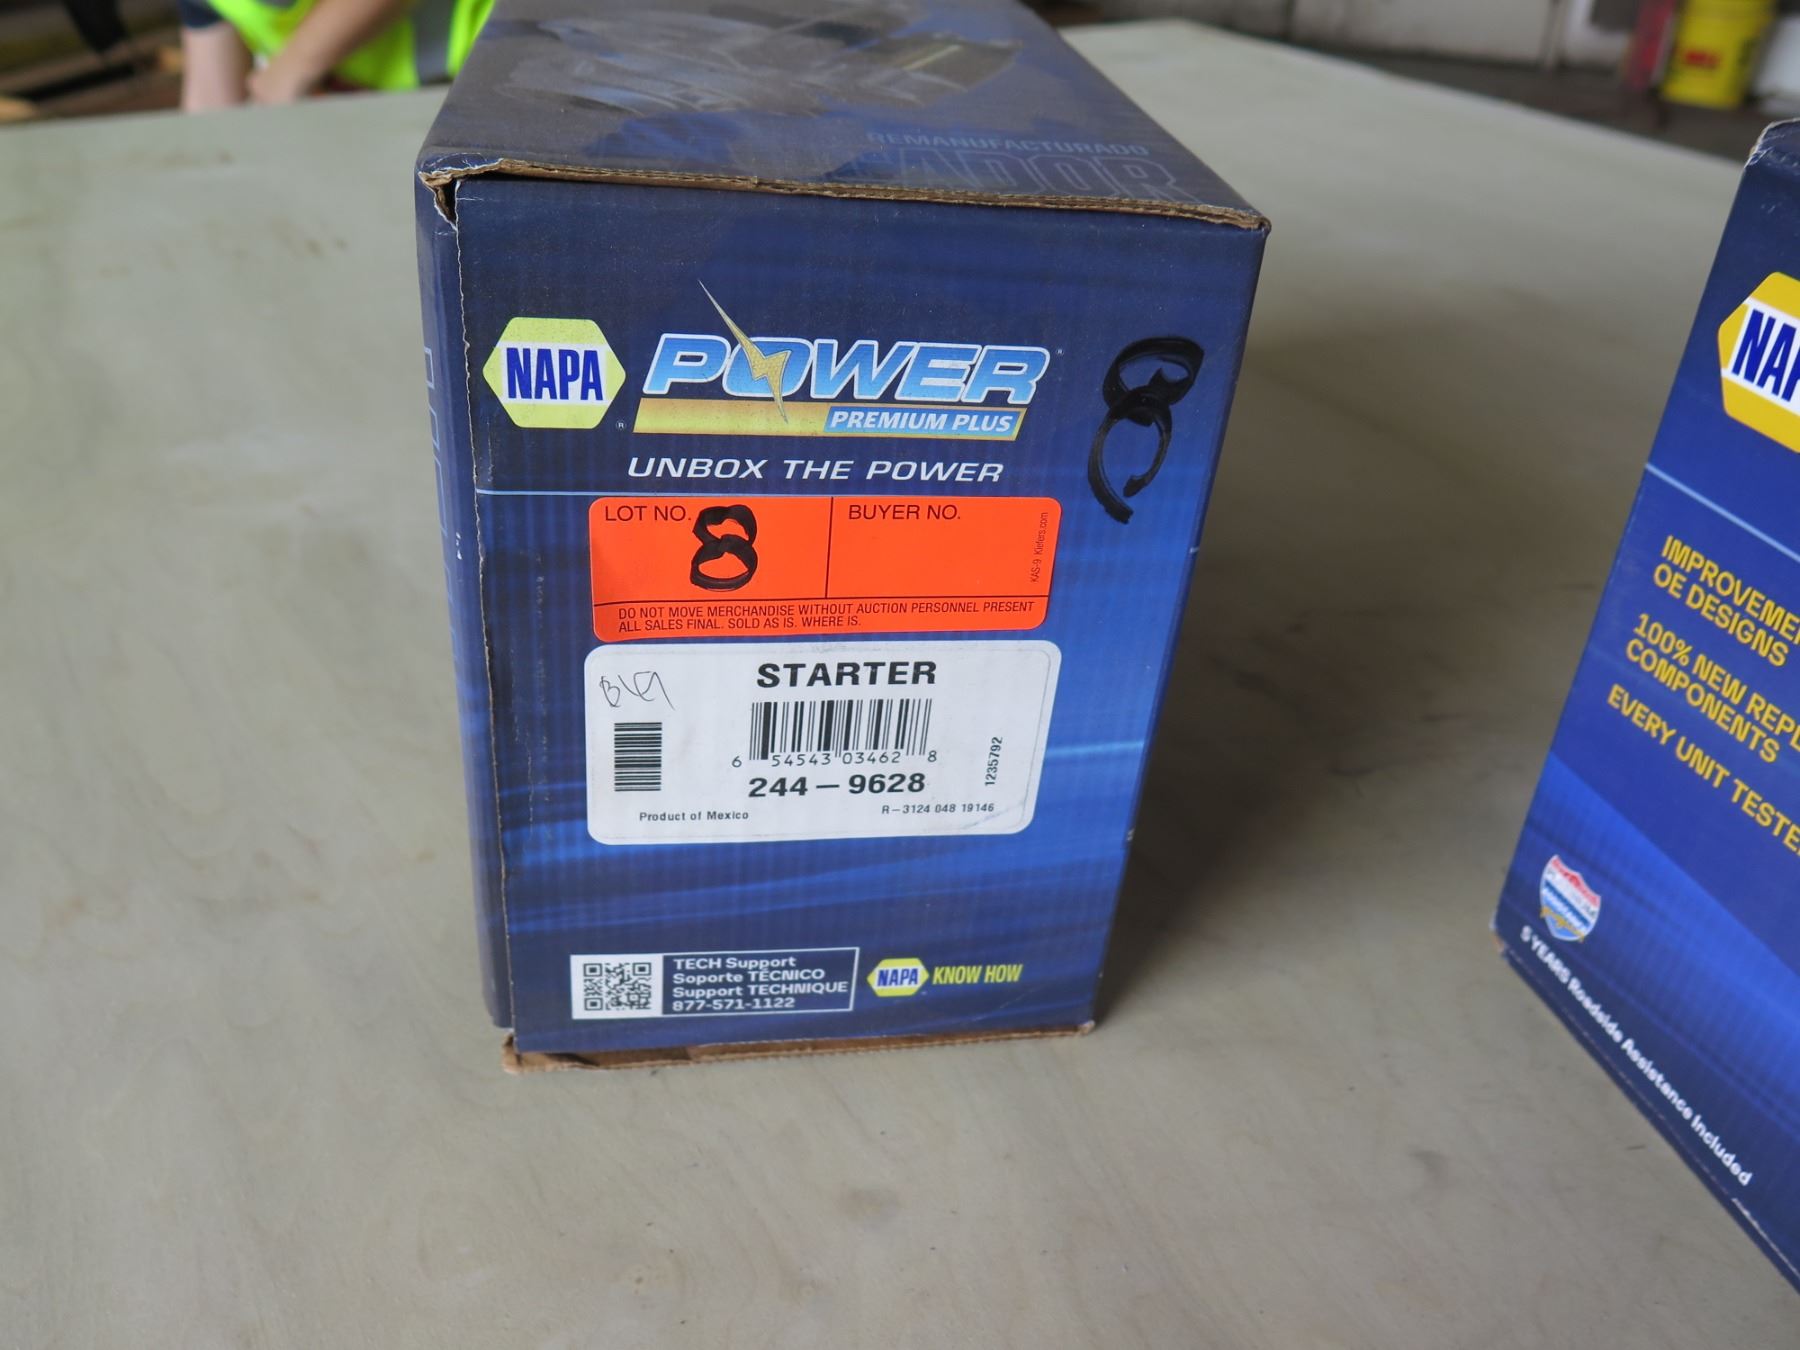 REMANUFACTURADO
NAPA
POWER
PREMIUM PLUS
UNBOX THE POWER
LOT NO. 8
BUYER NO.
KAS-9 Kiefers.com
DO NOT MOVE MERCHANDISE WITHOUT AUCTION PERSONNEL PRESENT
ALL SALES FINAL. SOLD AS IS. WHERE IS.
STARTER
6 54543 03462 8
244-9628
1235792
Product of Mexico
R-3124 048 19146
TECH Support
Soporte TÉCNICO
Support TECHNIQUE
877-571-1122
NAPA KNOW HOW
OE DESIGNS
100% NEW
COMPONENTS
EVERY UNIT
5 YEARS Roadside Assistance Included